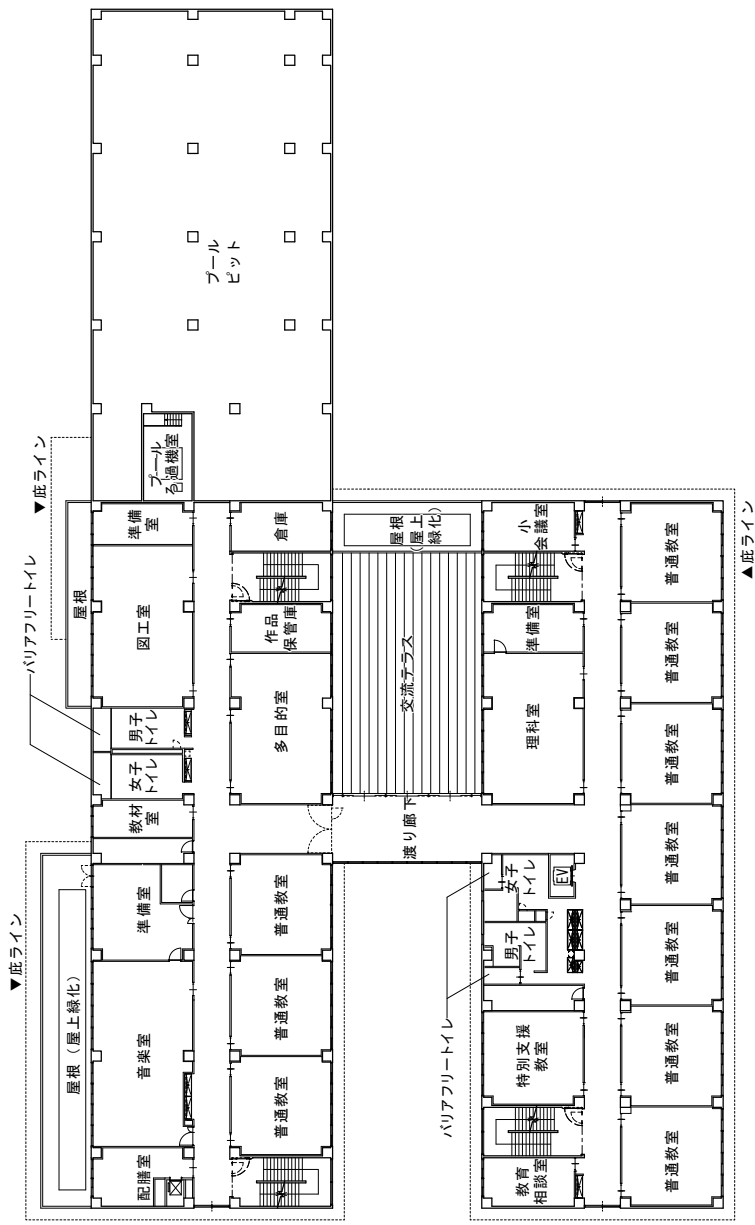 ▼庇ライン
バリアフリートイレ
▼庇ライン
屋根（屋上緑化）
屋根
配膳室
音楽室
準備室
教材室
女子
トイレ
男子
トイレ
図工室
準備
室
プール
ろ過機室
プール
ピット
普通教室
普通教室
普通教室
多目的室
作品
保管庫
倉庫
渡り廊下
交流テラス
屋根
（屋上
緑化）
バリアフリートイレ
教育
相談室
特別支援
教室
男子
トイレ
女子
トイレ
EV
理科室
準備室
小
会議室
普通教室
普通教室
普通教室
普通教室
普通教室
普通教室
普通教室
▲庇ライン